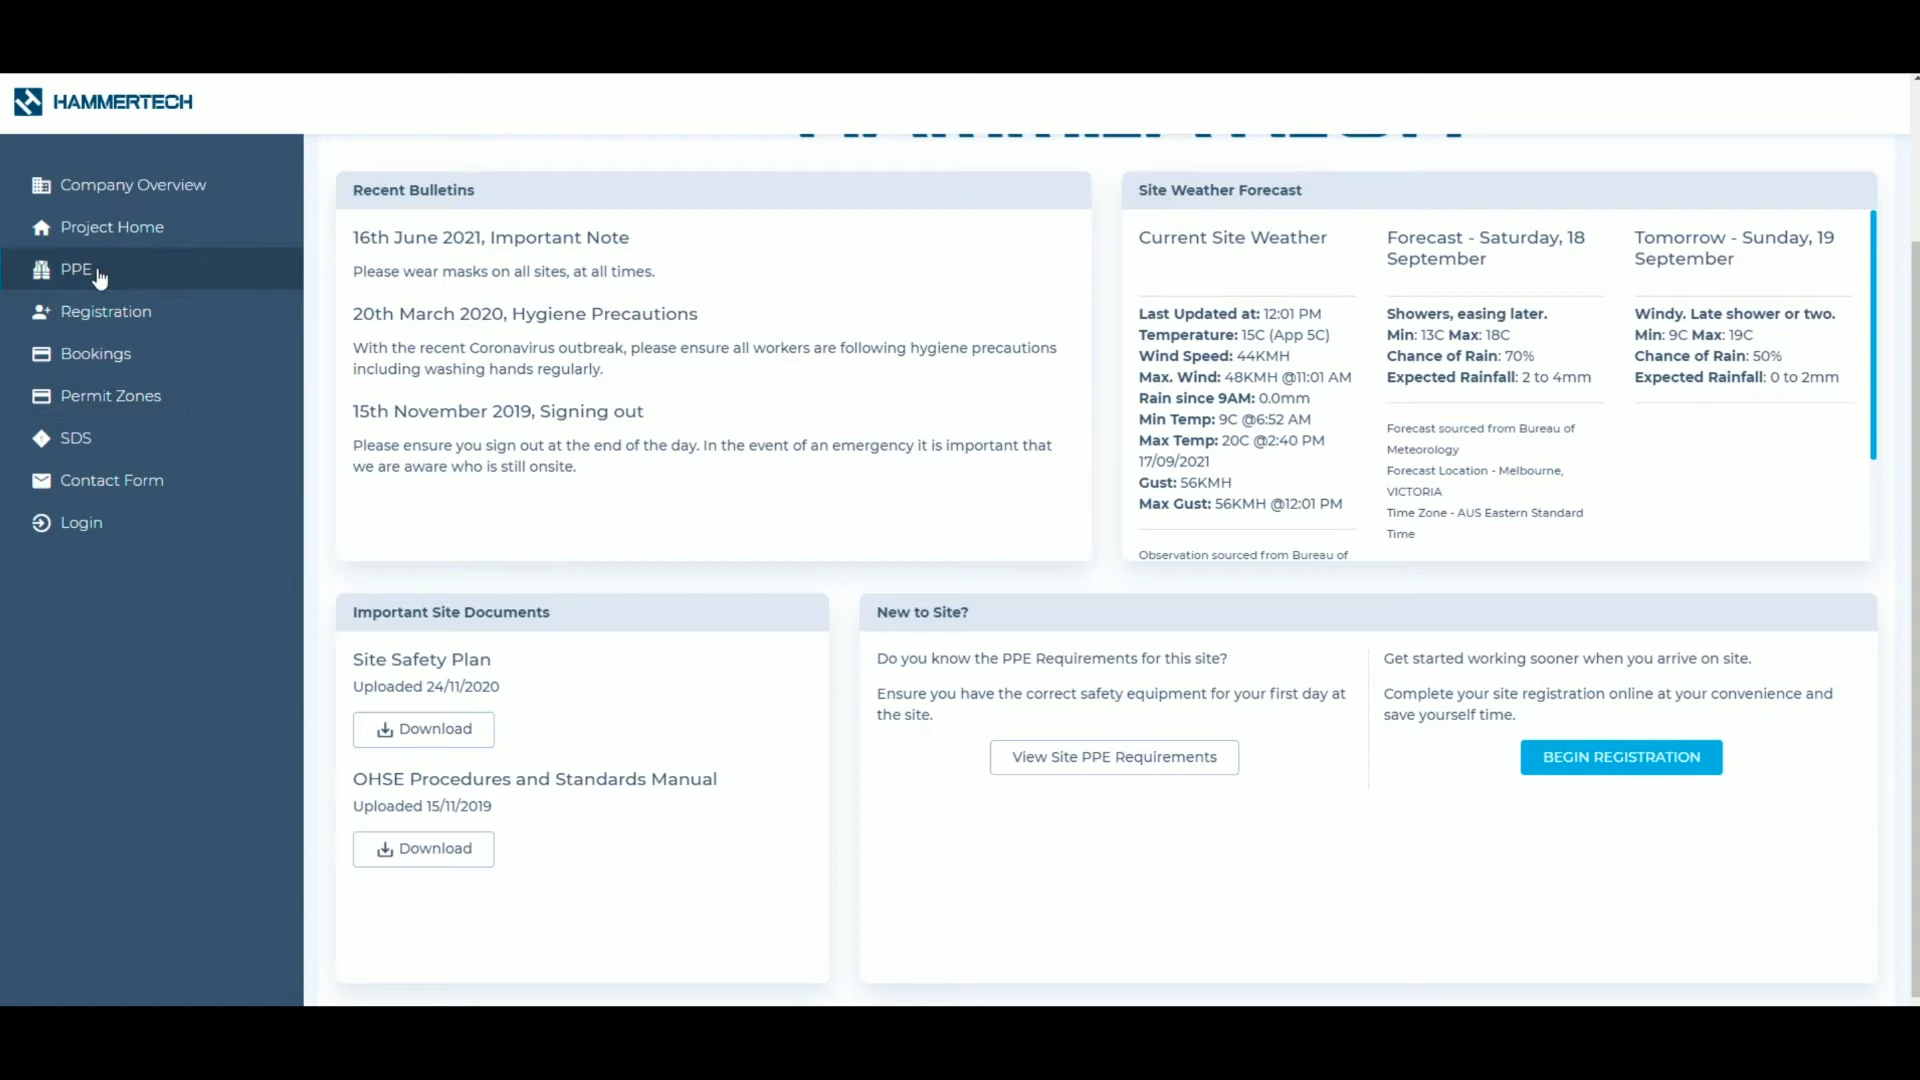 HAMMERTECH
Company Overview
Project Home
PPE
Registration
Bookings
Permit Zones
SDS
Contact Form
Login
Recent Bulletins
16th June 2021, Important Note
Please wear masks on all sites, at all times.
20th March 2020, Hygiene Precautions
With the recent Coronavirus outbreak, please ensure all workers are following hygiene precautions
including washing hands regularly.
15th November 2019, Signing out
Please ensure you sign out at the end of the day. In the event of an emergency it is important that
we are aware who is still onsite.
Site Weather Forecast
Current Site Weather
Last Updated at: 12:01 PM
Temperature: 15C (App 5C)
Wind Speed: 44KMH
Max. Wind: 48KMH @11:01 AM
Rain since 9AM: 0.0mm
Min Temp: 9C @6:52 AM
Max Temp: 20C @2:40 PM
17/09/2021
Gust: 56KMH
Max Gust: 56KMH @12:01 PM
Observation sourced from Bureau of
Forecast - Saturday, 18
September
Showers, easing later.
Min: 13C Max: 18C
Chance of Rain: 70%
Expected Rainfall: 2 to 4mm
Forecast sourced from Bureau of
Meteorology
Forecast Location - Melbourne,
VICTORIA
Time Zone - AUS Eastern Standard
Time
Tomorrow - Sunday, 19
September
Windy. Late shower or two.
Min: 9C Max: 19C
Chance of Rain: 50%
Expected Rainfall: 0 to 2mm
Important Site Documents
Site Safety Plan
Uploaded 24/11/2020
Download
OHSE Procedures and Standards Manual
Uploaded 15/11/2019
Download
New to Site?
Do you know the PPE Requirements for this site?
Ensure you have the correct safety equipment for your first day at
the site.
View Site PPE Requirements
Get started working sooner when you arrive on site.
Complete your site registration online at your convenience and
save yourself time.
BEGIN REGISTRATION